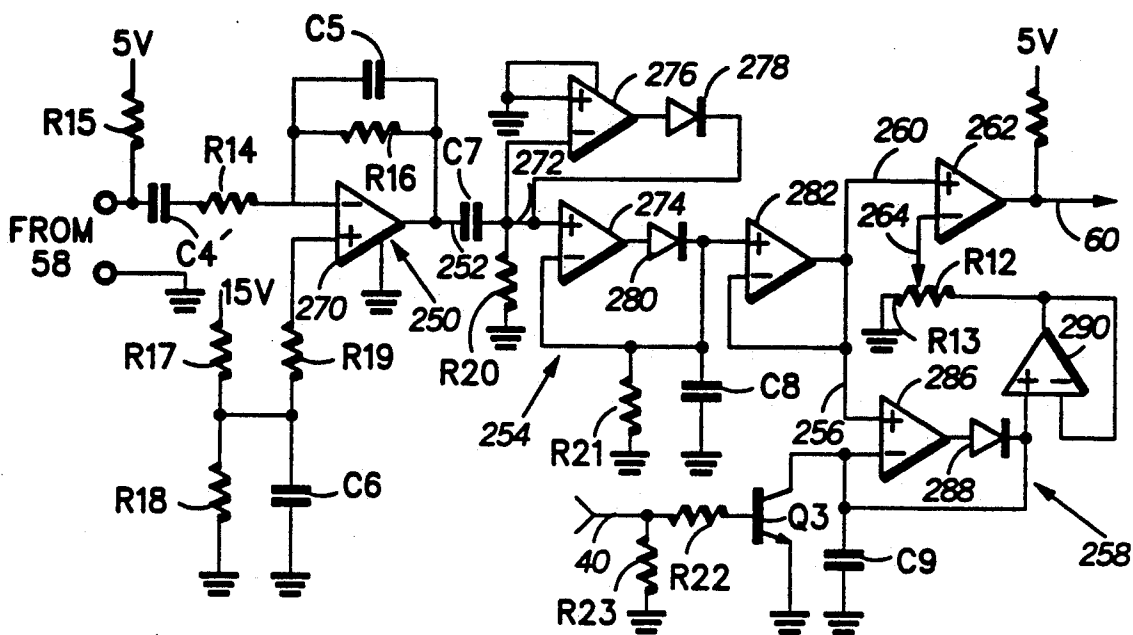 5V
C5
276
278
5V
R15
R14
R16
C7
272
260
262
+
−
−
+
274
282
264
+
−
+
−
+
−
60
FROM
58
C4
252
280
R12
15V
270
250
R20
R13
290
R17
R19
C8
286
+ −
254
256
+
−
R21
288
R18
C6
Q3
258
40
R22
C9
R23